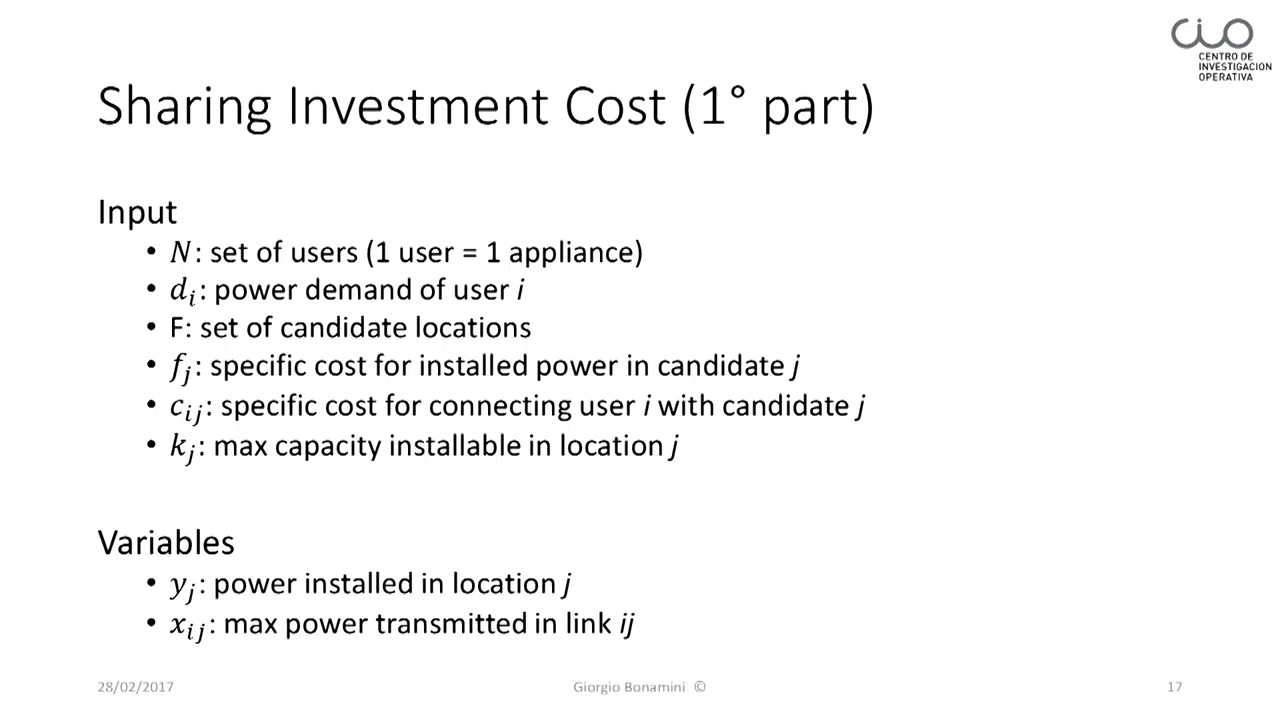 CIO
CENTRO DE
INVESTIGACION
OPERATIVA
Sharing Investment Cost (1° part)
Input
• N: set of users (1 user = 1 appliance)
• dᵢ: power demand of user i
• F: set of candidate locations
• fⱼ: specific cost for installed power in candidate j
• cᵢⱼ: specific cost for connecting user i with candidate j
• kⱼ: max capacity installable in location j
Variables
• yⱼ: power installed in location j
• xᵢⱼ: max power transmitted in link ij
28/02/2017
Giorgio Bonamini ©
17